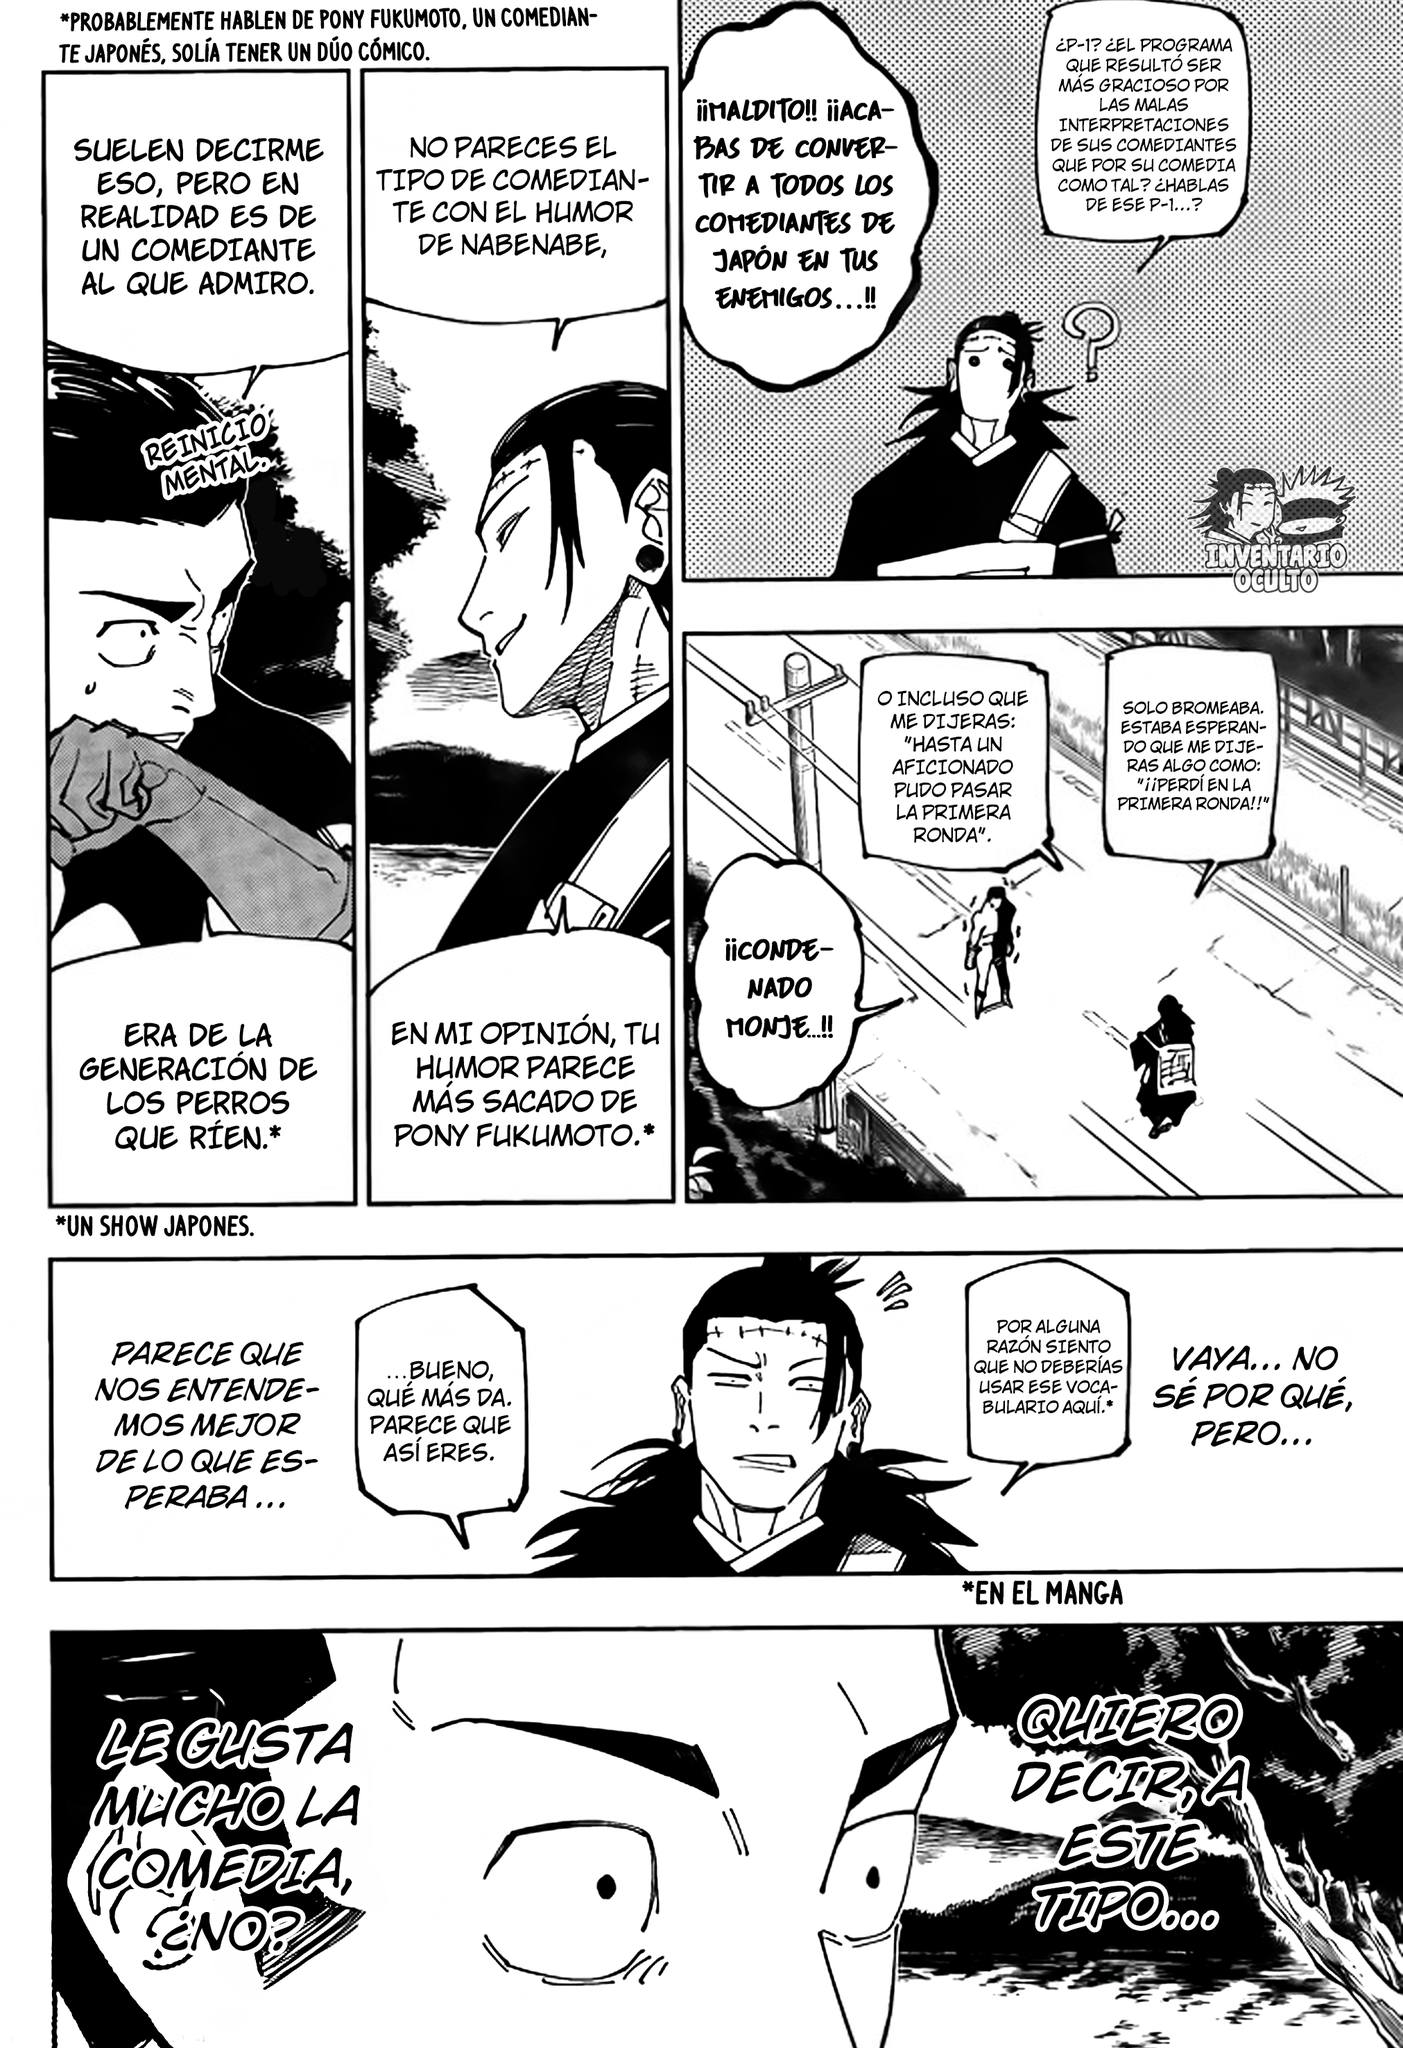 *PROBABLEMENTE HABLEN DE PONY FUKUMOTO, UN COMEDIAN-
TE JAPONÉS, SOLÍA TENER UN DÚO CÓMICO.
¿P-1? ¿EL PROGRAMA
QUE RESULTÓ SER
MÁS GRACIOSO POR
LAS MALAS
INTERPRETACIONES
DE SUS COMEDIANTES
QUE POR SU COMEDIA
COMO TAL? ¿HABLAS
DE ESE P-1...?
¡¡MALDITO!! ¡¡ACA-
BAS DE CONVER-
TIR A TODOS LOS
COMEDIANTES DE
JAPÓN EN TUS
ENEMIGOS...!!
INVENTARIO
OCULTO
NO PARECES EL
TIPO DE COMEDIAN-
TE CON EL HUMOR
DE NABENABE,
SUELEN DECIRME
ESO, PERO EN
REALIDAD ES DE
UN COMEDIANTE
AL QUE ADMIRO.
REINICIO
MENTAL.
SOLO BROMEABA.
ESTABA ESPERAN-
DO QUE ME DIJE-
RAS ALGO COMO:
"¡¡PERDÍ EN LA
PRIMERA RONDA!!"
O INCLUSO QUE
ME DIJERAS:
"HASTA UN
AFICIONADO
PUDO PASAR
LA PRIMERA
RONDA".
¡¡CONDE-
NADO
MONJE...!!
EN MI OPINIÓN, TU
HUMOR PARECE
MÁS SACADO DE
PONY FUKUMOTO.*
ERA DE LA
GENERACIÓN DE
LOS PERROS
QUE RÍEN.*
*UN SHOW JAPONES.
VAYA... NO
SÉ POR QUÉ,
PERO...
POR ALGUNA
RAZÓN SIENTO
QUE NO DEBERÍAS
USAR ESE VOCA-
BULARIO AQUÍ.*
...BUENO,
QUÉ MÁS DA.
PARECE QUE
ASÍ ERES.
PARECE QUE
NOS ENTENDE-
MOS MEJOR
DE LO QUE ES-
PERABA ...
*EN EL MANGA
QUIERO
DECIR, A
ESTE
TIPO...
LE GUSTA
MUCHO LA
COMEDIA,
¿NO?